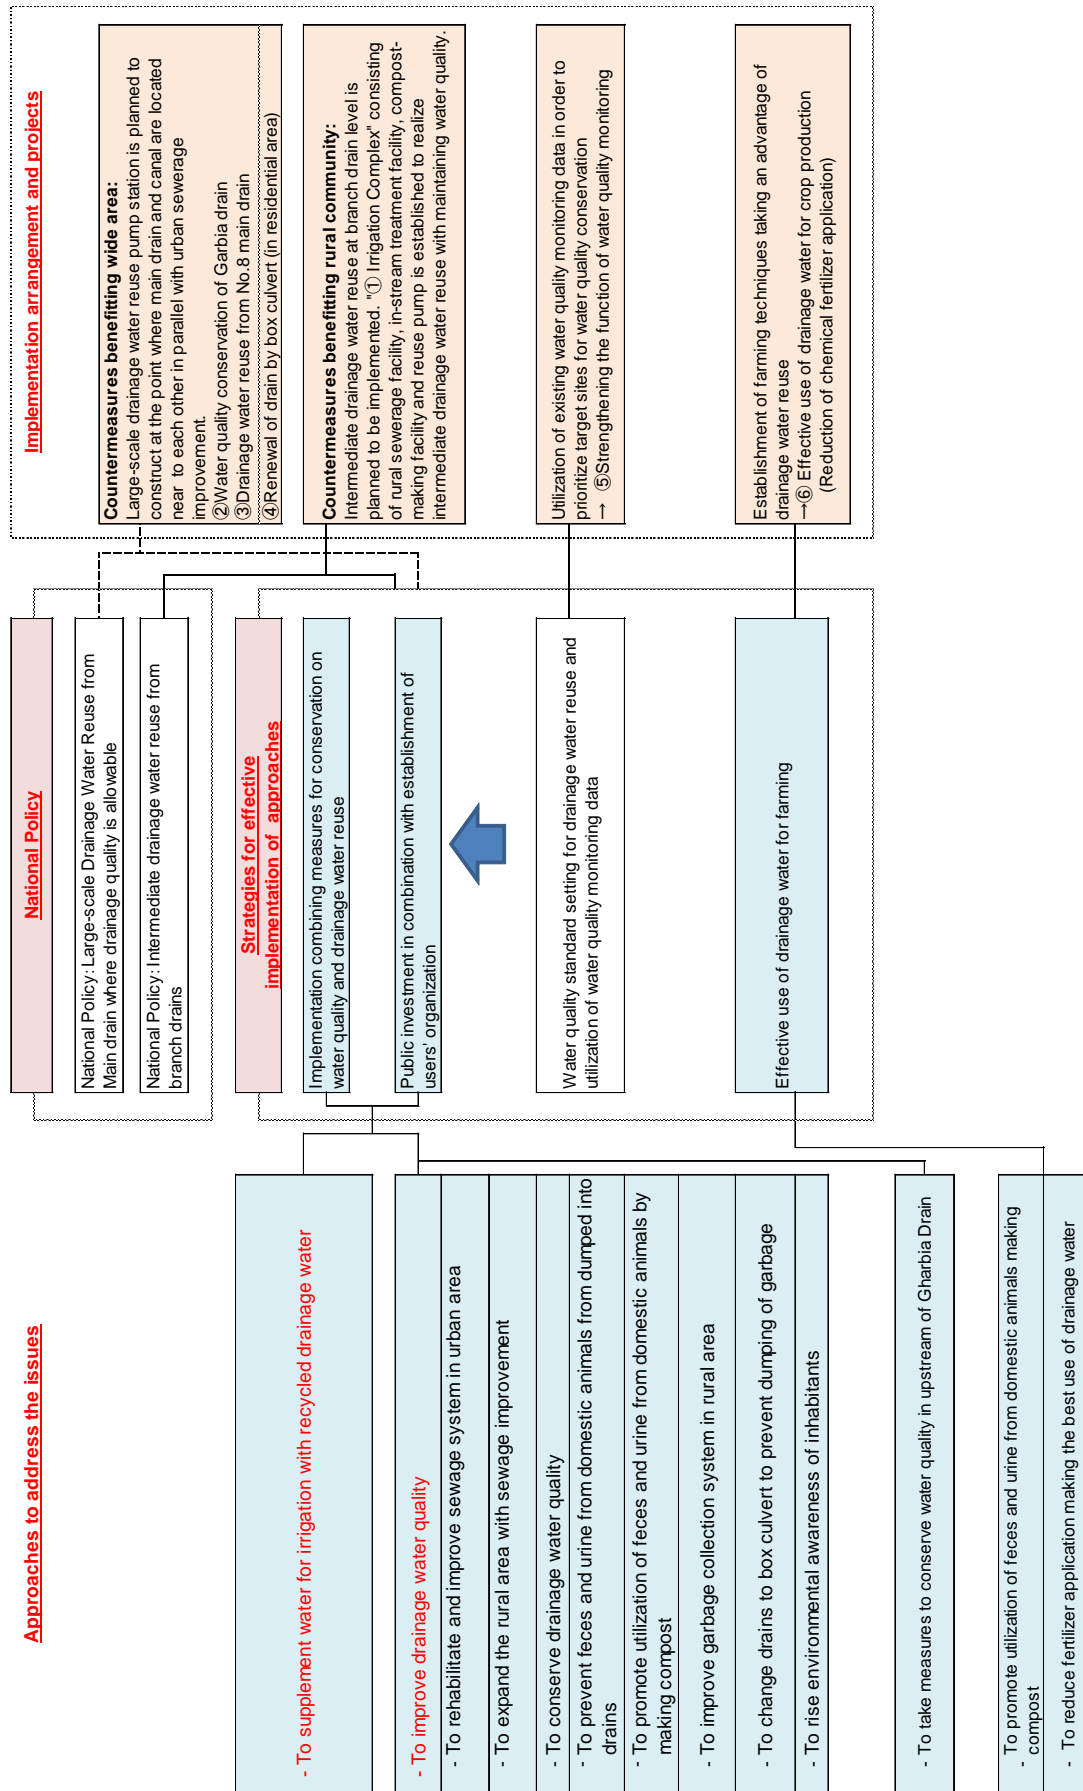 Approaches to address the issues
- To supplement water for irrigation with recycled drainage water
- To improve drainage water quality
- To rehabilitate and improve sewage system in urban area
- To expand the rural area with sewage improvement
- To conserve drainage water quality
- To prevent feces and urine from domestic animals from dumped into
drains
- To promote utilization of feces and urine from domestic animals by
making compost
- To improve garbage collection system in rural area
- To change drains to box culvert to prevent dumping of garbage
- To rise environmental awareness of inhabitants
- To take measures to conserve water quality in upstream of Gharbia Drain
- To promote utilization of feces and urine from domestic animals making
compost
- To reduce fertilizer application making the best use of drainage water
National Policy
National Policy: Large-scale Drainage Water Reuse from
Main drain where drainage quality is allowable
National Policy: Intermediate drainage water reuse from
branch drains
Strategies for effective
implementation of approaches
Implementation combining measures for conservation on
water quality and drainage water reuse
Public investment in combination with establishment of
users' organization
Water quality standard setting for drainage water reuse and
utilization of water quality monitoring data
Effective use of drainage water for farming
Implementation arrangement and projects
Countermeasures benefitting wide area:
Large-scale drainage water reuse pump station is planned to
construct at the point where main drain and canal are located
near to each other in parallel with urban sewerage
improvement.
②Water quality conservation of Garbia drain
③Drainage water reuse from No.8 main drain
④Renewal of drain by box culvert (in residential area)
Countermeasures benefitting rural community:
Intermediate drainage water reuse at branch drain level is
planned to be implemented. "① Irrigation Complex" consisting
of rural sewerage facility, in-stream treatment facility, compost-
making facility and reuse pump is established to realize
intermediate drainage water reuse with maintaining water quality.
Utilization of existing water quality monitoring data in order to
prioritize target sites for water quality conservation
→ ⑤Strengthening the function of water quality monitoring
Establishment of farming techniques taking an advantage of
drainage water reuse
→⑥ Effective use of drainage water for crop production
(Reduction of chemical fertilizer application)